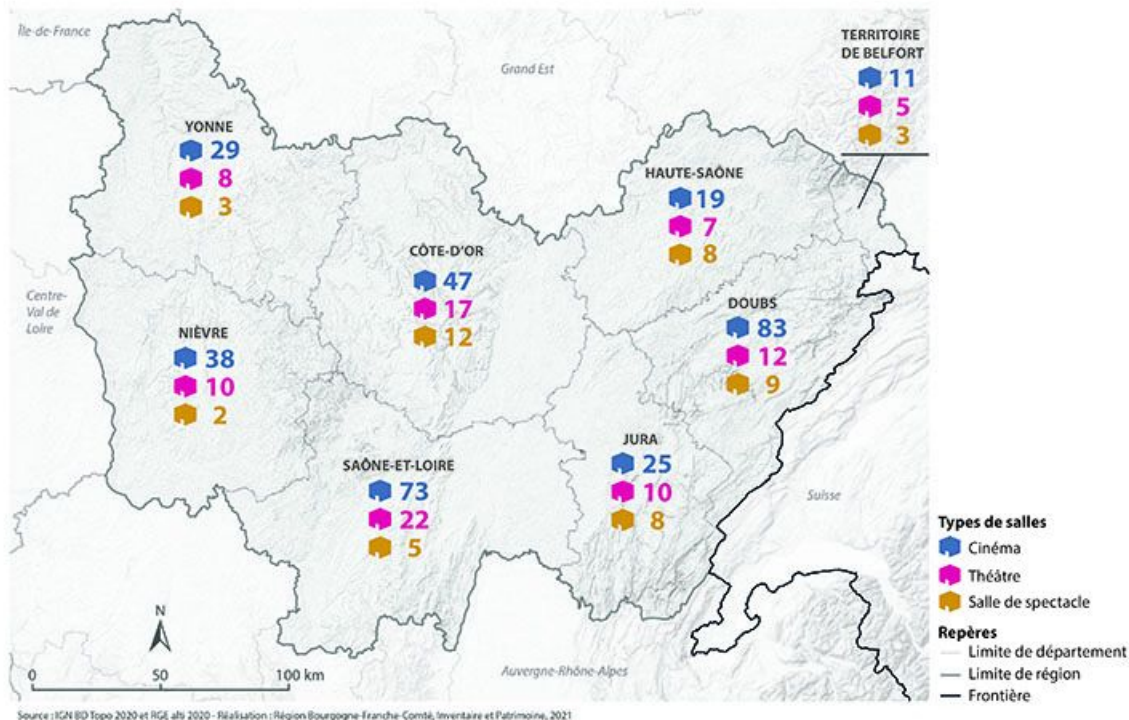 Île-de-France
Grand Est
TERRITOIRE
DE BELFORT
11
5
3
YONNE
29
8
3
HAUTE-SAÔNE
19
7
8
CÔTE-D'OR
47
17
12
Centre-
Val de
Loire
NIÈVRE
38
10
2
DOUBS
83
12
9
SAÔNE-ET-LOIRE
73
22
5
JURA
25
10
8
Suisse
Auvergne-Rhône-Alpes
N
0 50 100 km
Types de salles
Cinéma
Théâtre
Salle de spectacle
Repères
Limite de département
Limite de région
Frontière
Source : IGN BD Topo 2020 et RGE alti 2020 - Réalisation : Région Bourgogne-Franche-Comté, Inventaire et Patrimoine, 2021